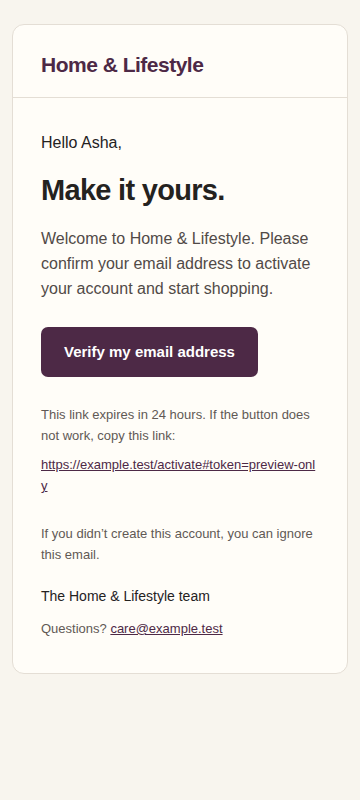 Home & Lifestyle
Hello Asha,
Make it yours.
Welcome to Home & Lifestyle. Please
confirm your email address to activate
your account and start shopping.
Verify my email address
This link expires in 24 hours. If the button does
not work, copy this link:
https://example.test/activate#token=preview-onl
y
If you didn’t create this account, you can ignore
this email.
The Home & Lifestyle team
Questions? care@example.test